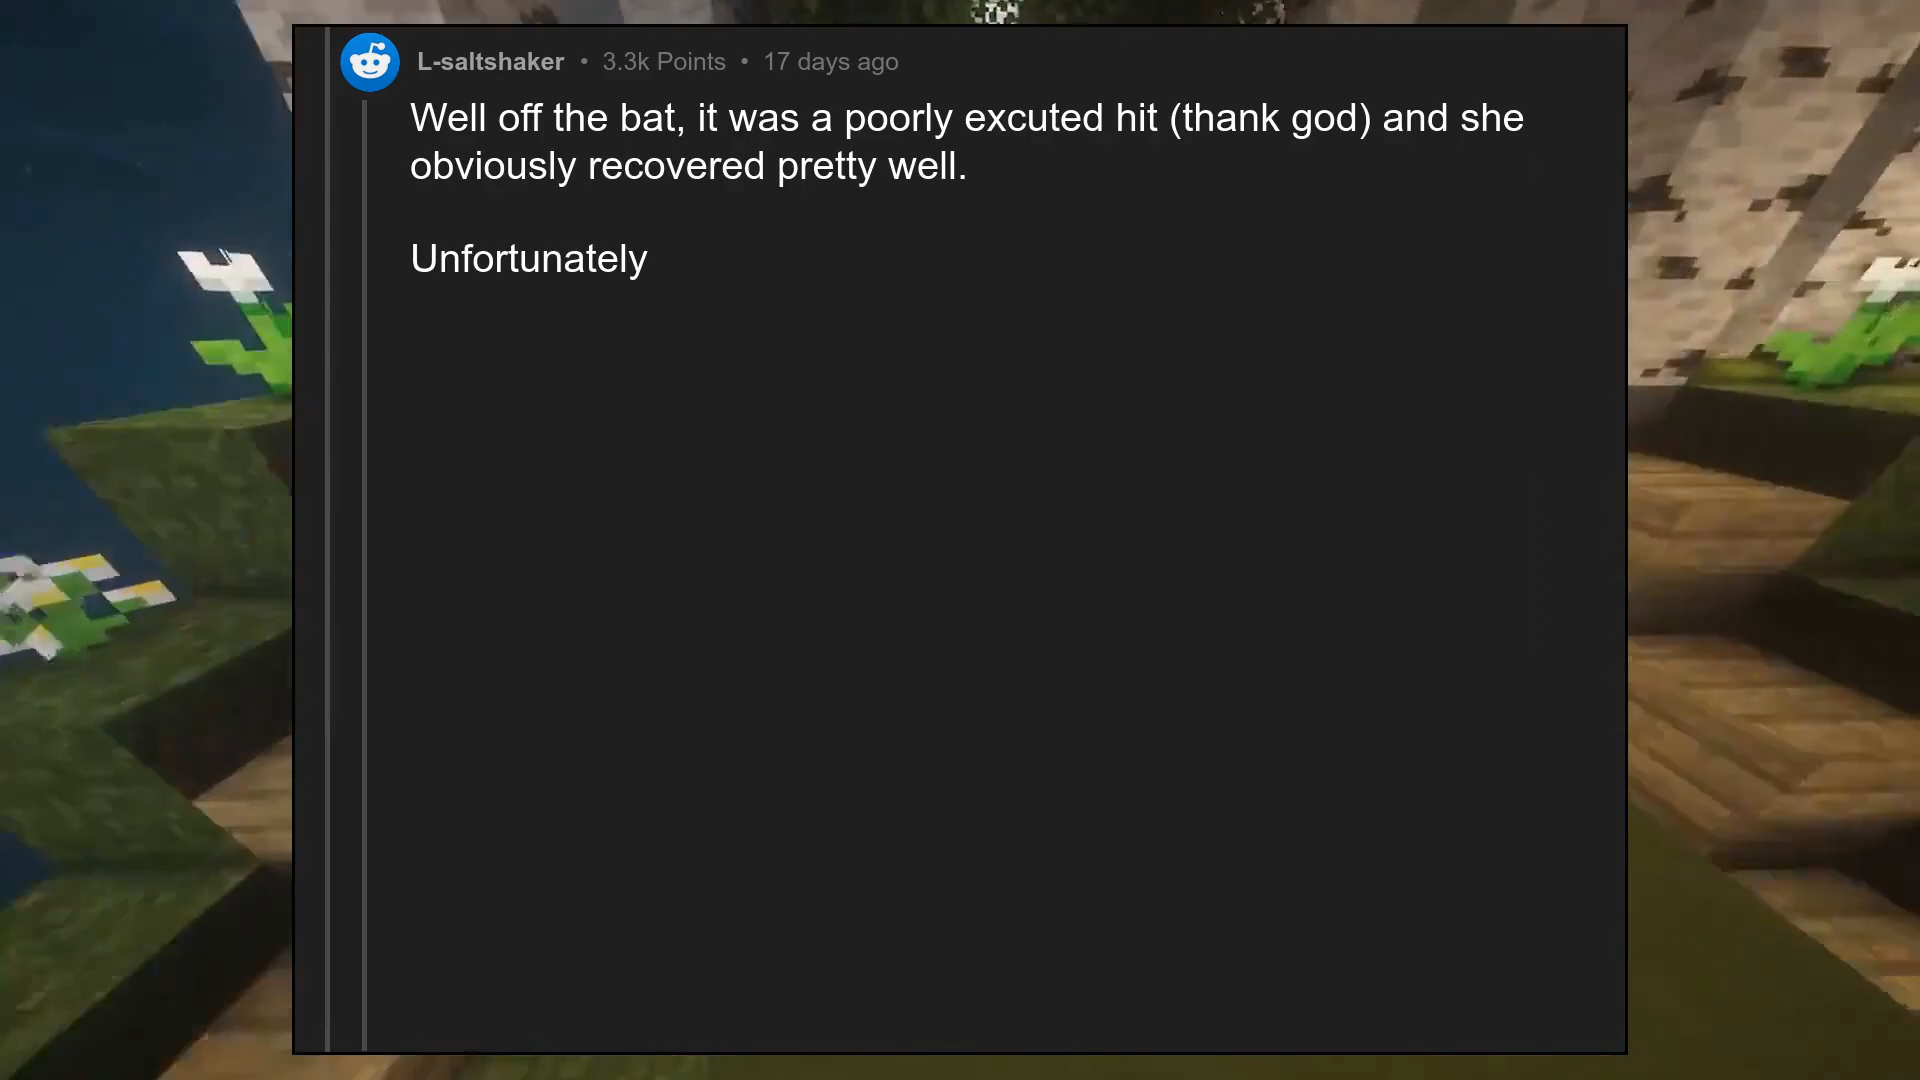 L-saltshaker • 3.3k Points • 17 days ago
Well off the bat, it was a poorly excuted hit (thank god) and she
obviously recovered pretty well.
Unfortunately